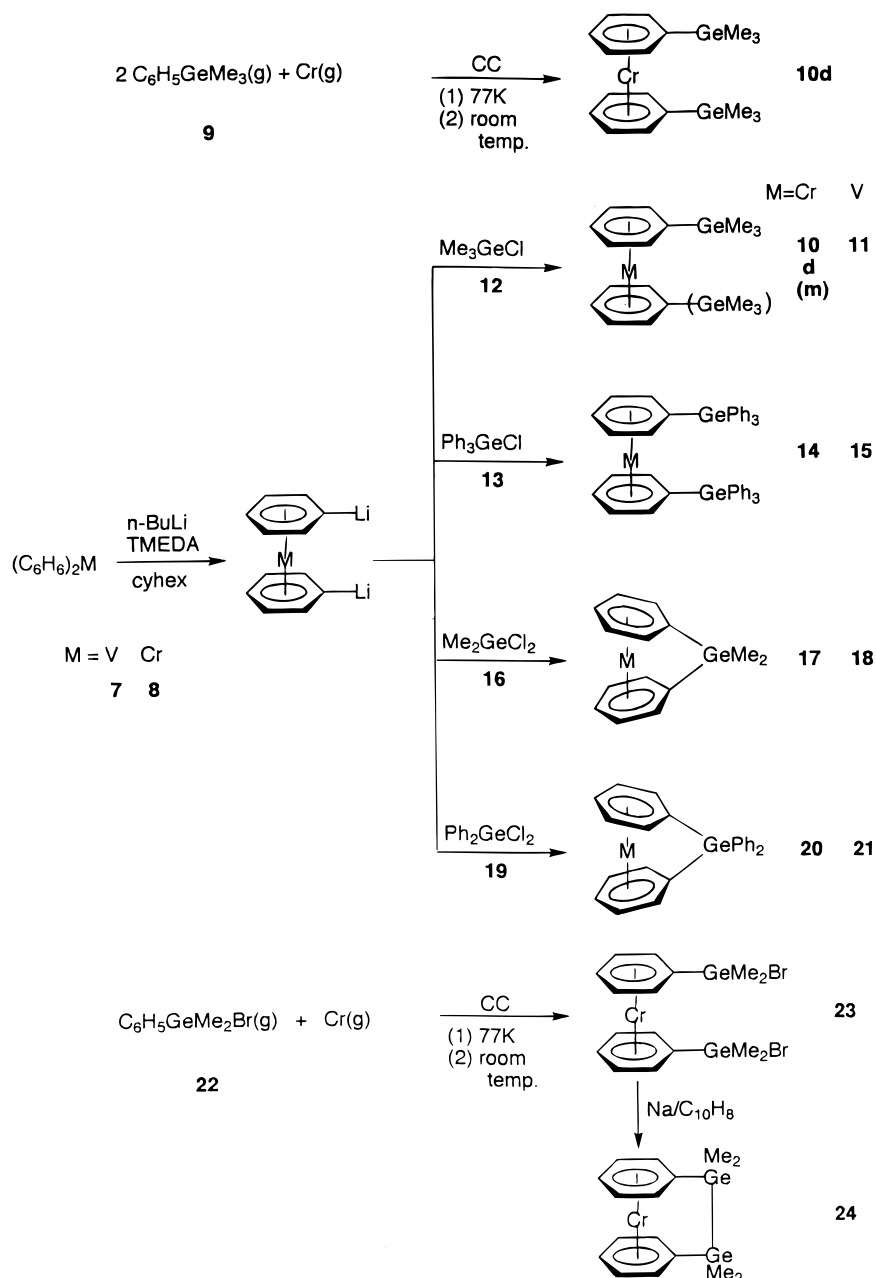 2 C₆H₅GeMe₃(g) + Cr(g)
9
CC
(1) 77K
(2) room
temp.
GeMe₃
Cr
GeMe₃
10d
M=Cr V
Me₃GeCl
12
GeMe₃
M
(GeMe₃)
10 11
d
(m)
Ph₃GeCl
13
GePh₃
M
GePh₃
14 15
(C₆H₆)₂M
n-BuLi
TMEDA
cyhex
Li
M
Li
M = V Cr
7 8
Me₂GeCl₂
16
M
GeMe₂
17 18
Ph₂GeCl₂
19
M
GePh₂
20 21
C₆H₅GeMe₂Br(g) + Cr(g)
22
CC
(1) 77K
(2) room
temp.
GeMe₂Br
Cr
GeMe₂Br
23
Na/C₁₀H₈
Me₂
Ge
Cr
Ge
Me₂
24